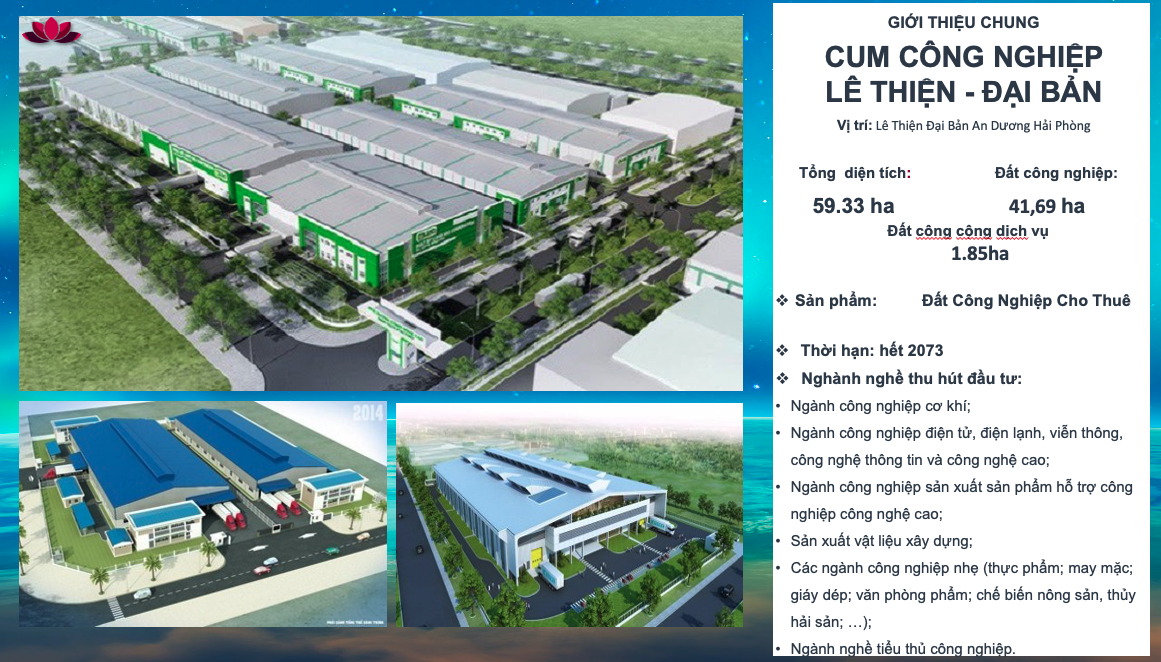 GIỚI THIỆU CHUNG
CUM CÔNG NGHIỆP
LÊ THIỆN - ĐẠI BẢN
Vị trí: Lê Thiện Đại Bản An Dương Hải Phòng
Tổng diện tích: Đất công nghiệp:
59.33 ha 41,69 ha
Đất công cộng dịch vụ
1.85ha
❖ Sản phẩm: Đất Công Nghiệp Cho Thuê
❖ Thời hạn: hết 2073
❖ Nghành nghề thu hút đầu tư:
• Ngành công nghiệp cơ khí;
• Ngành công nghiệp điện tử, điện lạnh, viễn thông,
công nghệ thông tin và công nghệ cao;
• Ngành công nghiệp sản xuất sản phẩm hỗ trợ công
nghiệp công nghệ cao;
• Sản xuất vật liệu xây dựng;
• Các ngành công nghiệp nhẹ (thực phẩm; may mặc;
giáy dép; văn phòng phẩm; chế biến nông sản, thủy
hải sản; …);
• Ngành nghề tiểu thủ công nghiệp.
2014